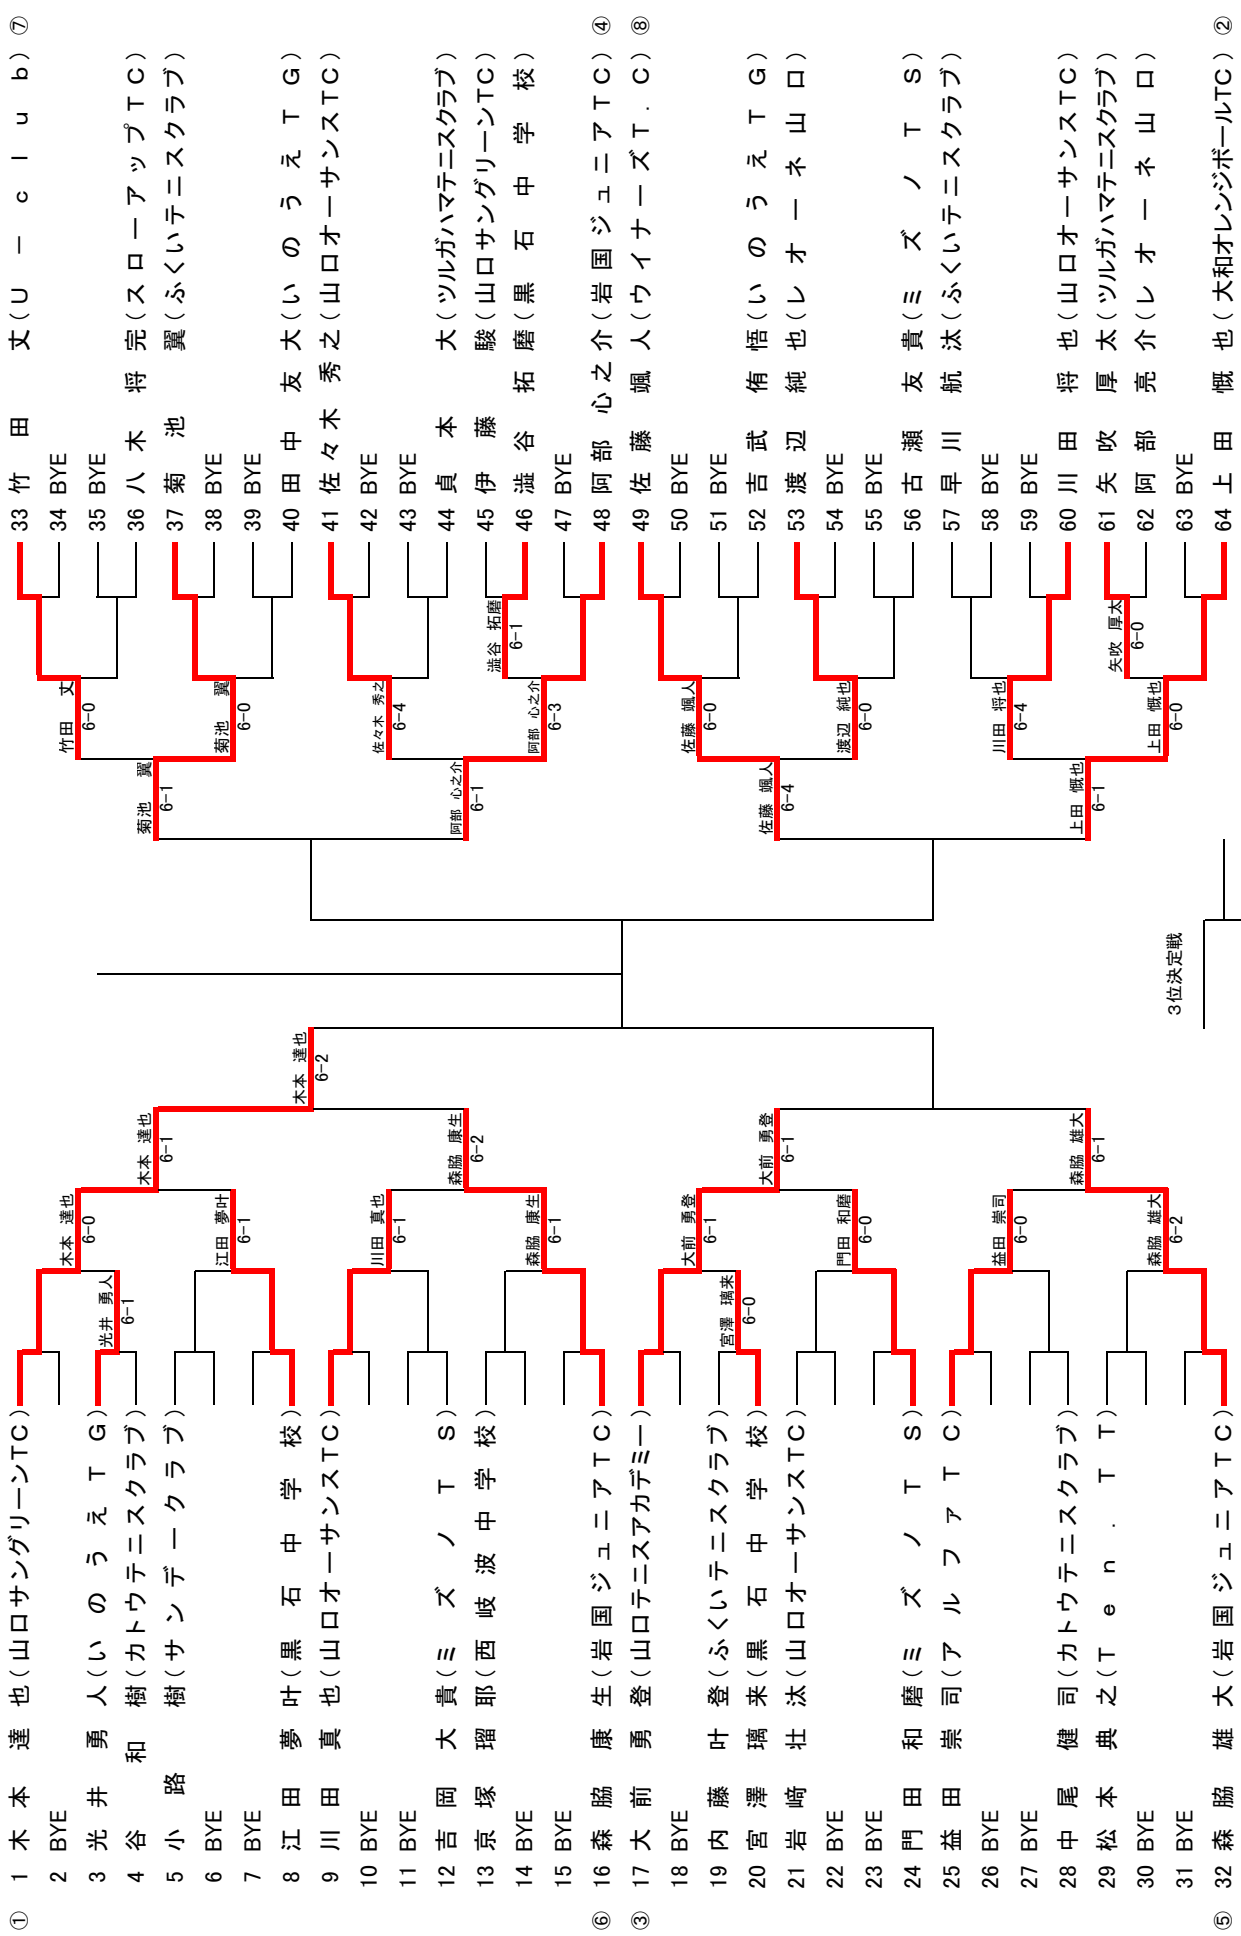 ① 1 木本 達也 (山口サングリーンTC)
2 BYE
3 光井 勇人 (いのうえTG)
4 谷 和樹 (カトウテニスクラブ)
5 小路 樹 (サンデークラブ)
6 BYE
7 BYE
8 江田 夢叶 (黒石中学校)
9 川田 真也 (山口オーサンスTC)
10 BYE
11 BYE
12 吉岡 大貴 (ミズノTS)
13 京塚 瑠耶 (西岐波中学校)
14 BYE
15 BYE
⑥ 16 森脇 康生 (岩国ジュニアTC)
③ 17 大前 勇登 (山口テニスアカデミー)
18 BYE
19 内藤 叶登 (ふくいテニスクラブ)
20 宮澤 璃来 (黒石中学校)
21 岩﨑 壮汰 (山口オーサンスTC)
22 BYE
23 BYE
24 門田 和磨 (ミズノTS)
25 益田 崇司 (アルファTC)
26 BYE
27 BYE
28 中尾 健司 (カトウテニスクラブ)
29 松本 典之 (Ten.TT)
30 BYE
31 BYE
⑤ 32 森脇 雄大 (岩国ジュニアTC)
光井 勇人
6-1
宮澤 璃来
6-0
木本 達也
6-0
江田 夢叶
6-1
川田 真也
6-1
森脇 康生
6-1
大前 勇登
6-1
門田 和磨
6-0
益田 崇司
6-0
森脇 雄大
6-2
木本 達也
6-1
森脇 康生
6-2
大前 勇登
6-1
森脇 雄大
6-1
木本 達也
6-2
3位決定戦
菊池 翼
6-1
阿部 心之介
6-1
佐藤 颯人
6-4
上田 慨也
6-1
竹田 丈
6-0
菊池 翼
6-0
佐々木 秀之
6-4
阿部 心之介
6-3
佐藤 颯人
6-0
渡辺 純也
6-0
川田 将也
6-4
上田 慨也
6-0
澁谷 拓磨
6-1
矢吹 厚太
6-0
33 竹田 丈 (U-club) ⑦
34 BYE
35 BYE
36 八木 将完 (スローアップTC)
37 菊池 翼 (ふくいテニスクラブ)
38 BYE
39 BYE
40 田中 友大 (いのうえTG)
41 佐々木 秀之 (山口オーサンスTC)
42 BYE
43 BYE
44 貞本 大 (ツルガハマテニスクラブ)
45 伊藤 駿 (山口サングリーンTC)
46 澁谷 拓磨 (黒石中学校)
47 BYE
48 阿部 心之介 (岩国ジュニアTC) ④
49 佐藤 颯人 (ウイナーズT.C) ⑧
50 BYE
51 BYE
52 吉武 侑悟 (いのうえTG)
53 渡辺 純也 (レオーネ山口)
54 BYE
55 BYE
56 古瀬 友貴 (ミズノTS)
57 早川 航汰 (ふくいテニスクラブ)
58 BYE
59 BYE
60 川田 将也 (山口オーサンスTC)
61 矢吹 厚太 (ツルガハマテニスクラブ)
62 阿部 亮介 (レオーネ山口)
63 BYE
64 上田 慨也 (大和オレンジボールTC) ②